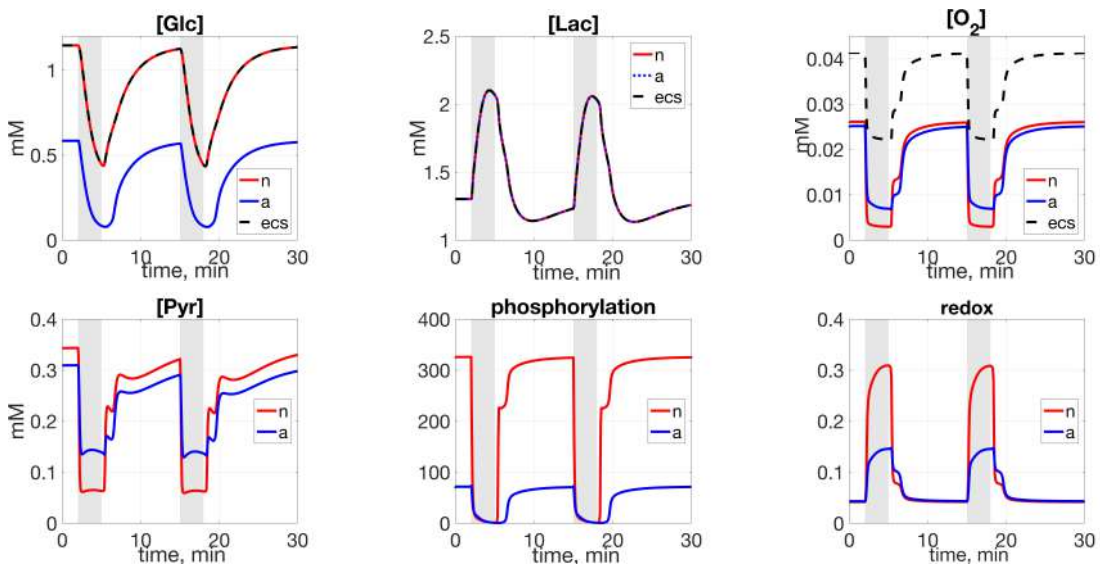 [Glc]
mM
1
0.5
0
n
a
ecs
0 10 20 30
time, min
[Lac]
mM
2.5
2
1.5
1
n
a
ecs
0 10 20 30
time, min
[O2]
mM
0.04
0.03
0.02
0.01
0
n
a
ecs
0 10 20 30
time, min
[Pyr]
mM
0.4
0.3
0.2
0.1
0
n
a
0 10 20 30
time, min
phosphorylation
400
300
200
100
0
n
a
0 10 20 30
time, min
redox
0.4
0.3
0.2
0.1
0
n
a
0 10 20 30
time, min